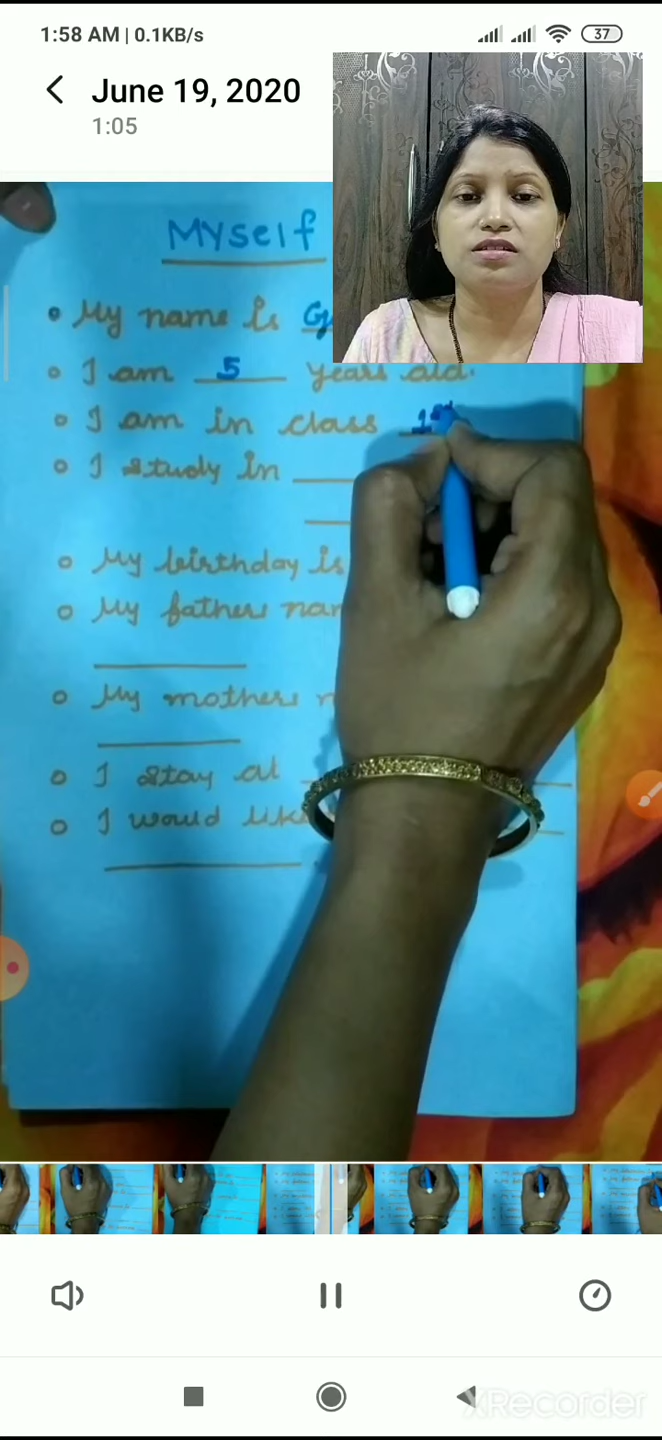 1:58 AM | 0.1KB/s
37
June 19, 2020
1:05
Myself
My name is
I am 5 years old.
I am in class 1st
I study in
My birthday is
My fathers
My mothers
I stay at
I would like
XRecorder